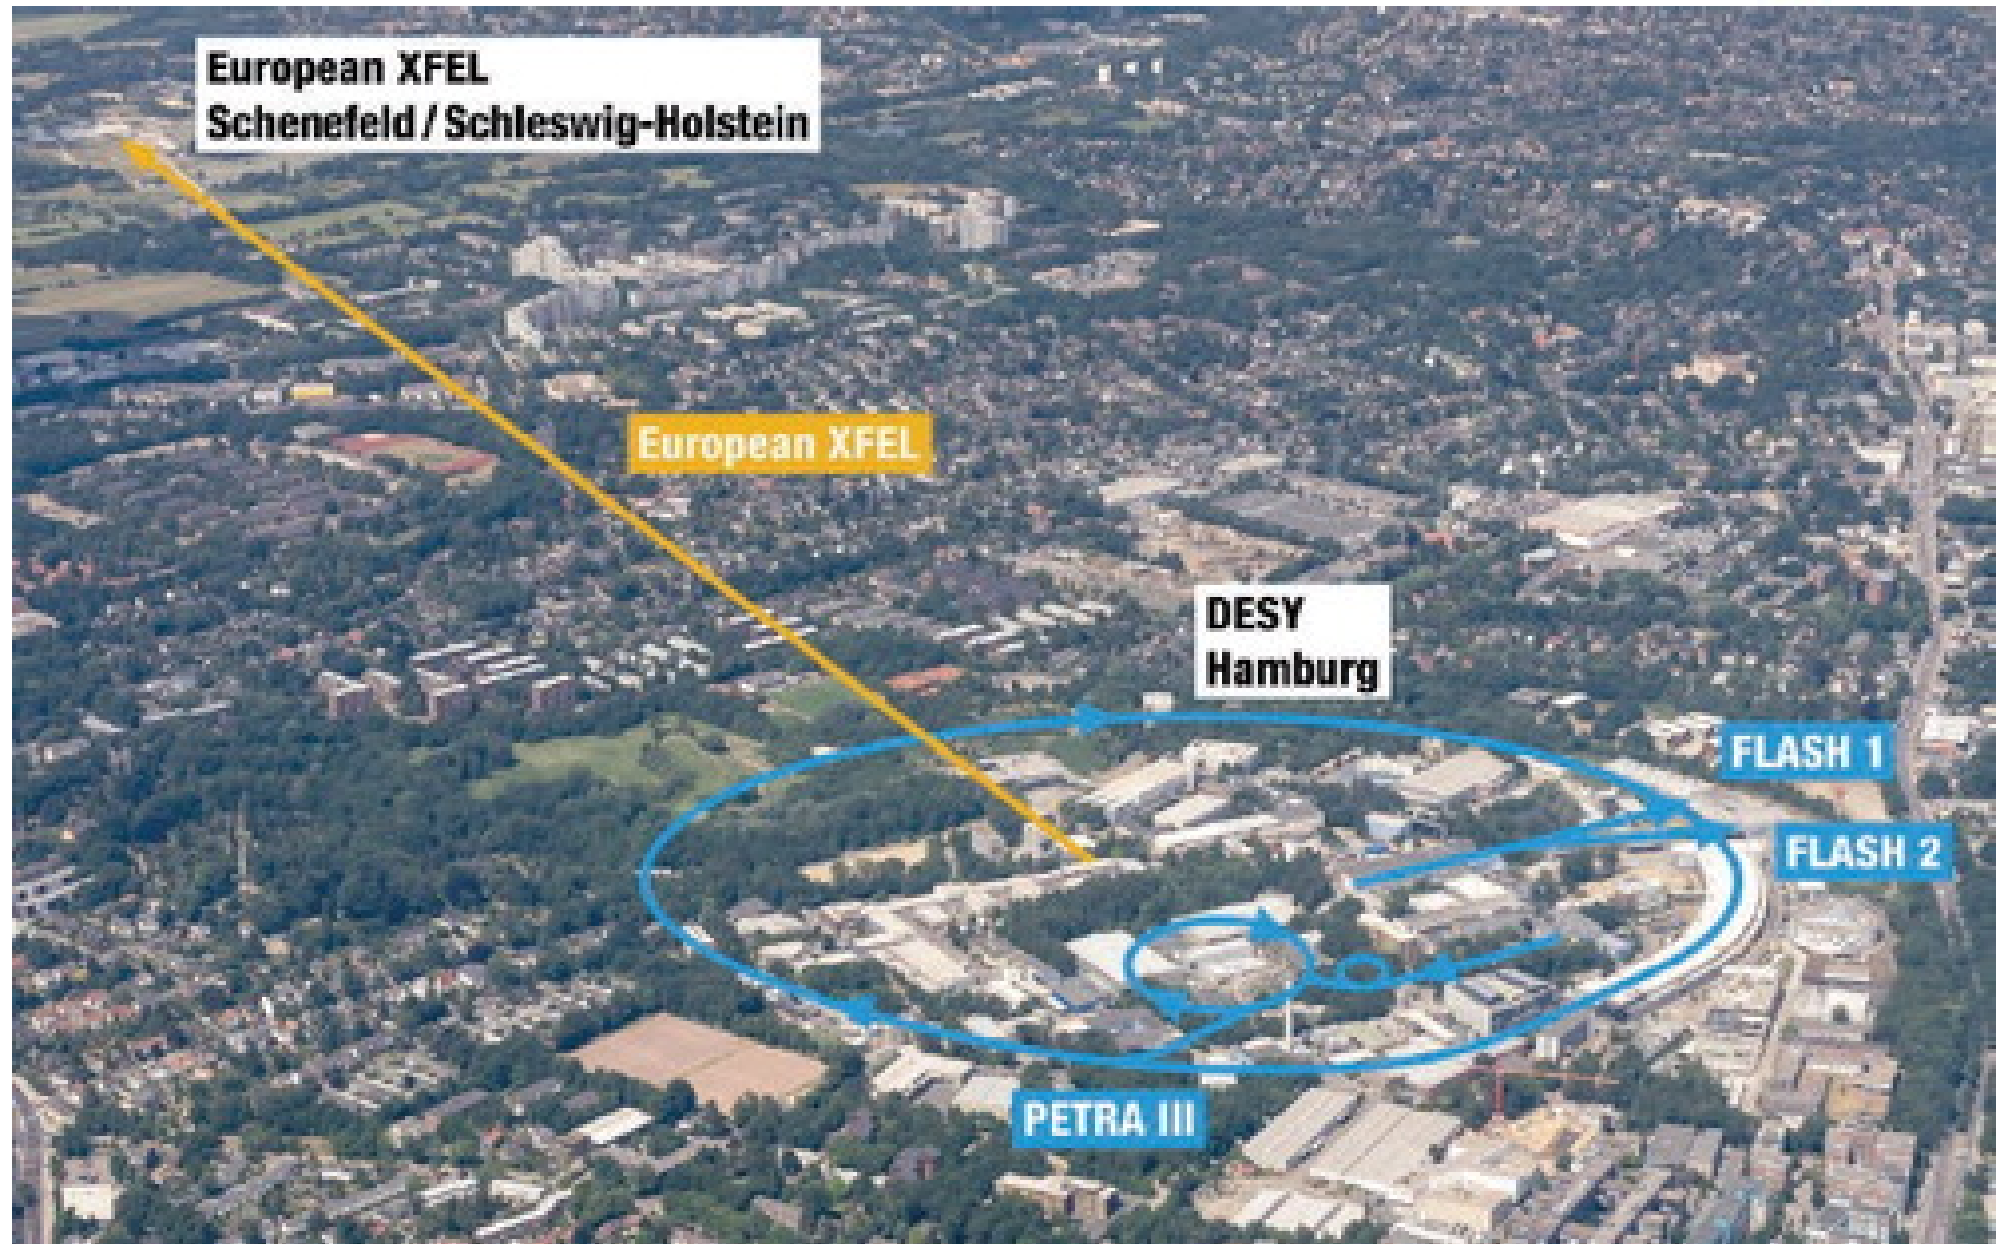 European XFEL
Schenefeld / Schleswig-Holstein
European XFEL
DESY
Hamburg
FLASH 1
FLASH 2
PETRA III